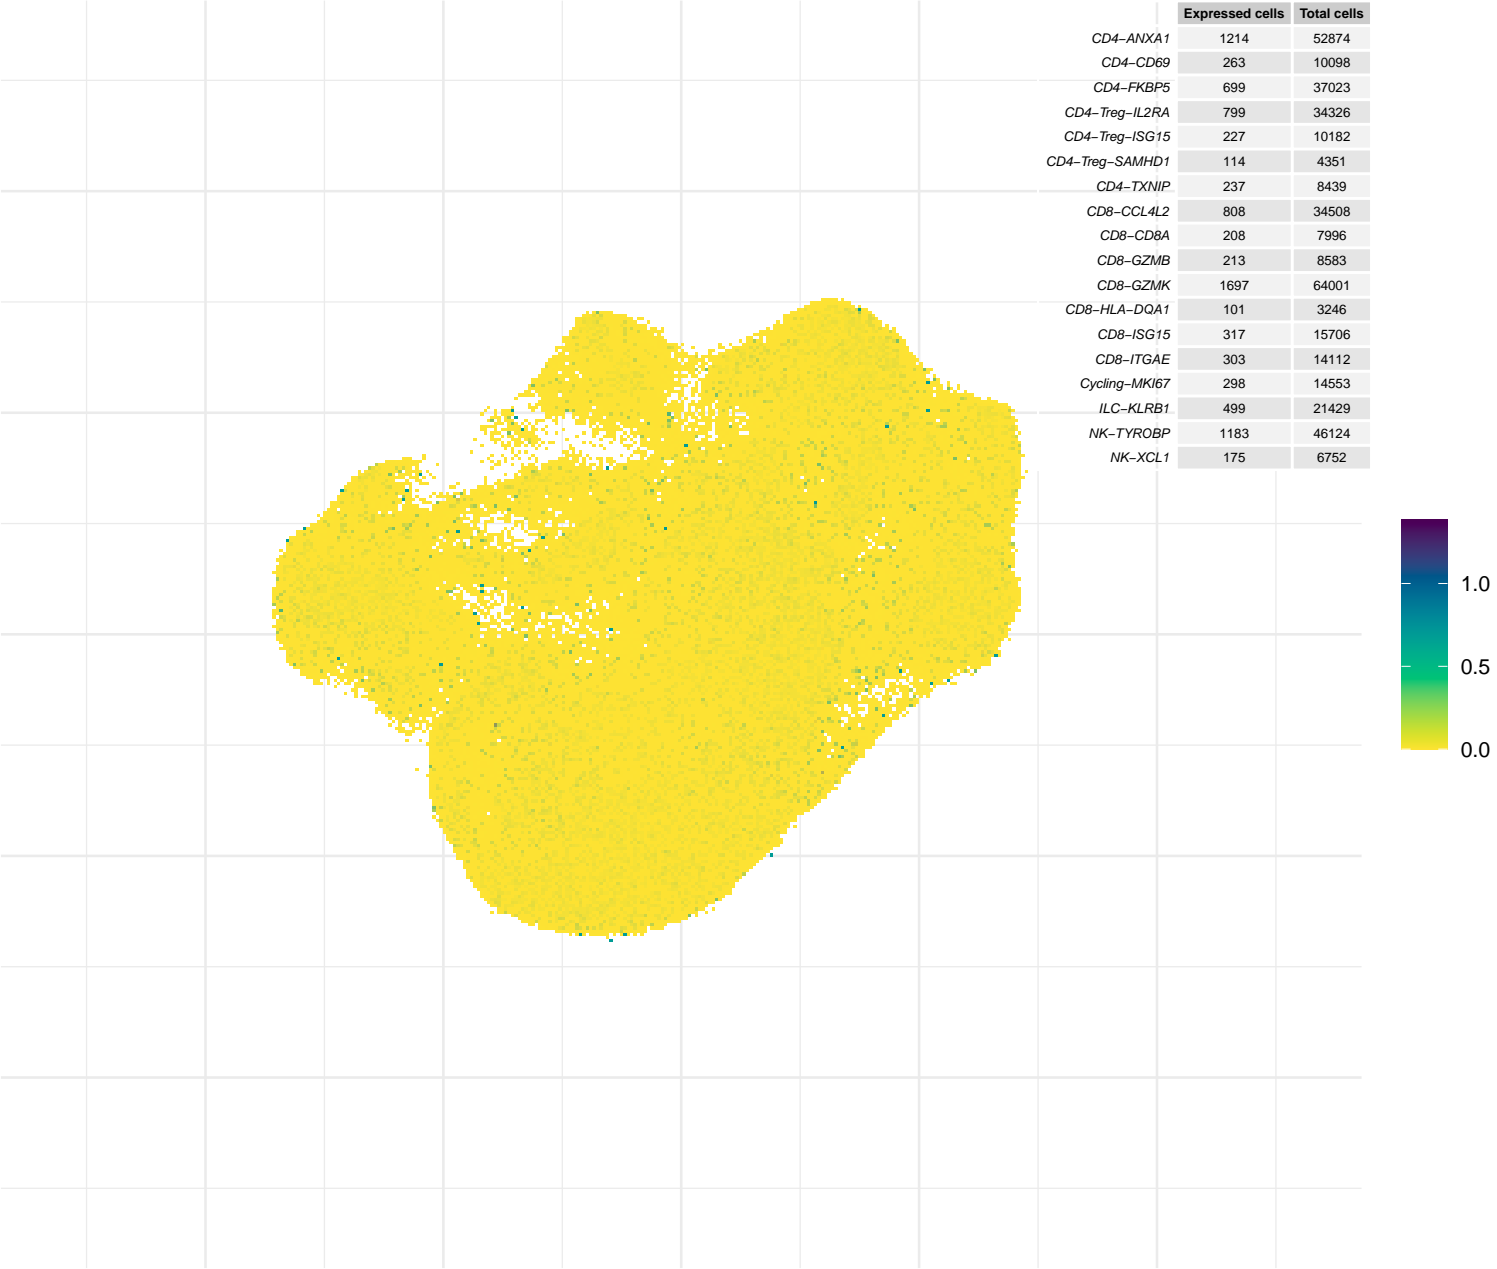 Expressed cells Total cells
CD4−ANXA1 1214 52874
CD4−CD69 263 10098
CD4−FKBP5 699 37023
CD4−Treg−IL2RA 799 34326
CD4−Treg−ISG15 227 10182
CD4−Treg−SAMHD1 114 4351
CD4−TXNIP 237 8439
CD8−CCL4L2 808 34508
CD8−CD8A 208 7996
CD8−GZMB 213 8583
CD8−GZMK 1697 64001
CD8−HLA−DQA1 101 3246
CD8−ISG15 317 15706
CD8−ITGAE 303 14112
Cycling−MKI67 298 14553
ILC−KLRB1 499 21429
NK−TYROBP 1183 46124
NK−XCL1 175 6752
1.0
0.5
0.0